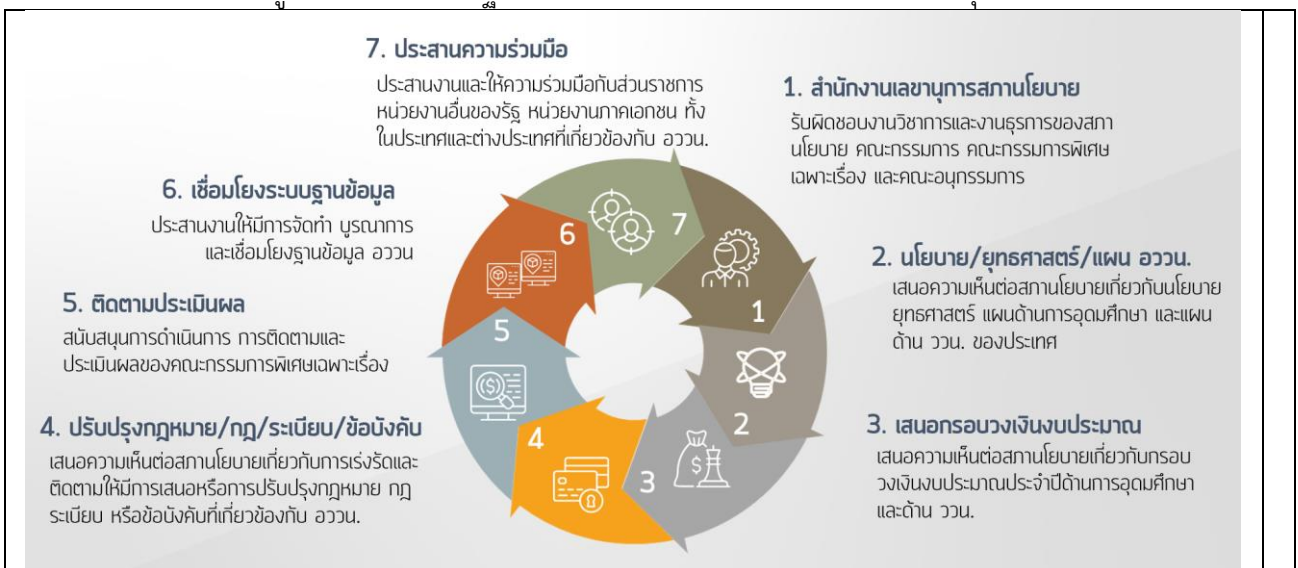 7. ประสานความร่วมมือ
ประสานงานและให้ความร่วมมือกับส่วนราชการ
หน่วยงานอื่นของรัฐ หน่วยงานภาคเอกชน ทั้ง
ในประเทศและต่างประเทศที่เกี่ยวข้องกับ อววน.
1. สำนักงานเลขานุการสภานโยบาย
รับผิดชอบงานวิชาการและงานธุรการของสภา
นโยบาย คณะกรรมการ คณะกรรมการพิเศษ
เฉพาะเรื่อง และคณะอนุกรรมการ
6. เชื่อมโยงระบบฐานข้อมูล
ประสานงานให้มีการจัดทำ บูรณาการ
และเชื่อมโยงฐานข้อมูล อววน
2. นโยบาย/ยุทธศาสตร์/แผน อววน.
เสนอความเห็นต่อสภานโยบายเกี่ยวกับนโยบาย
ยุทธศาสตร์ แผนด้านการอุดมศึกษา และแผน
ด้าน ววน. ของประเทศ
5. ติดตามประเมินผล
สนับสนุนการดำเนินการ การติดตามและ
ประเมินผลของคณะกรรมการพิเศษเฉพาะเรื่อง
3. เสนอกรอบวงเงินงบประมาณ
เสนอความเห็นต่อสภานโยบายเกี่ยวกับกรอบ
วงเงินงบประมาณประจำปีด้านการอุดมศึกษา
และด้าน ววน.
4. ปรับปรุงกฎหมาย/กฎ/ระเบียบ/ข้อบังคับ
เสนอความเห็นต่อสภานโยบายเกี่ยวกับการเร่งรัดและ
ติดตามให้มีการเสนอหรือการปรับปรุงกฎหมาย กฎ
ระเบียบ หรือข้อบังคับที่เกี่ยวข้องกับ อววน.
7
6
1
5
2
4
3